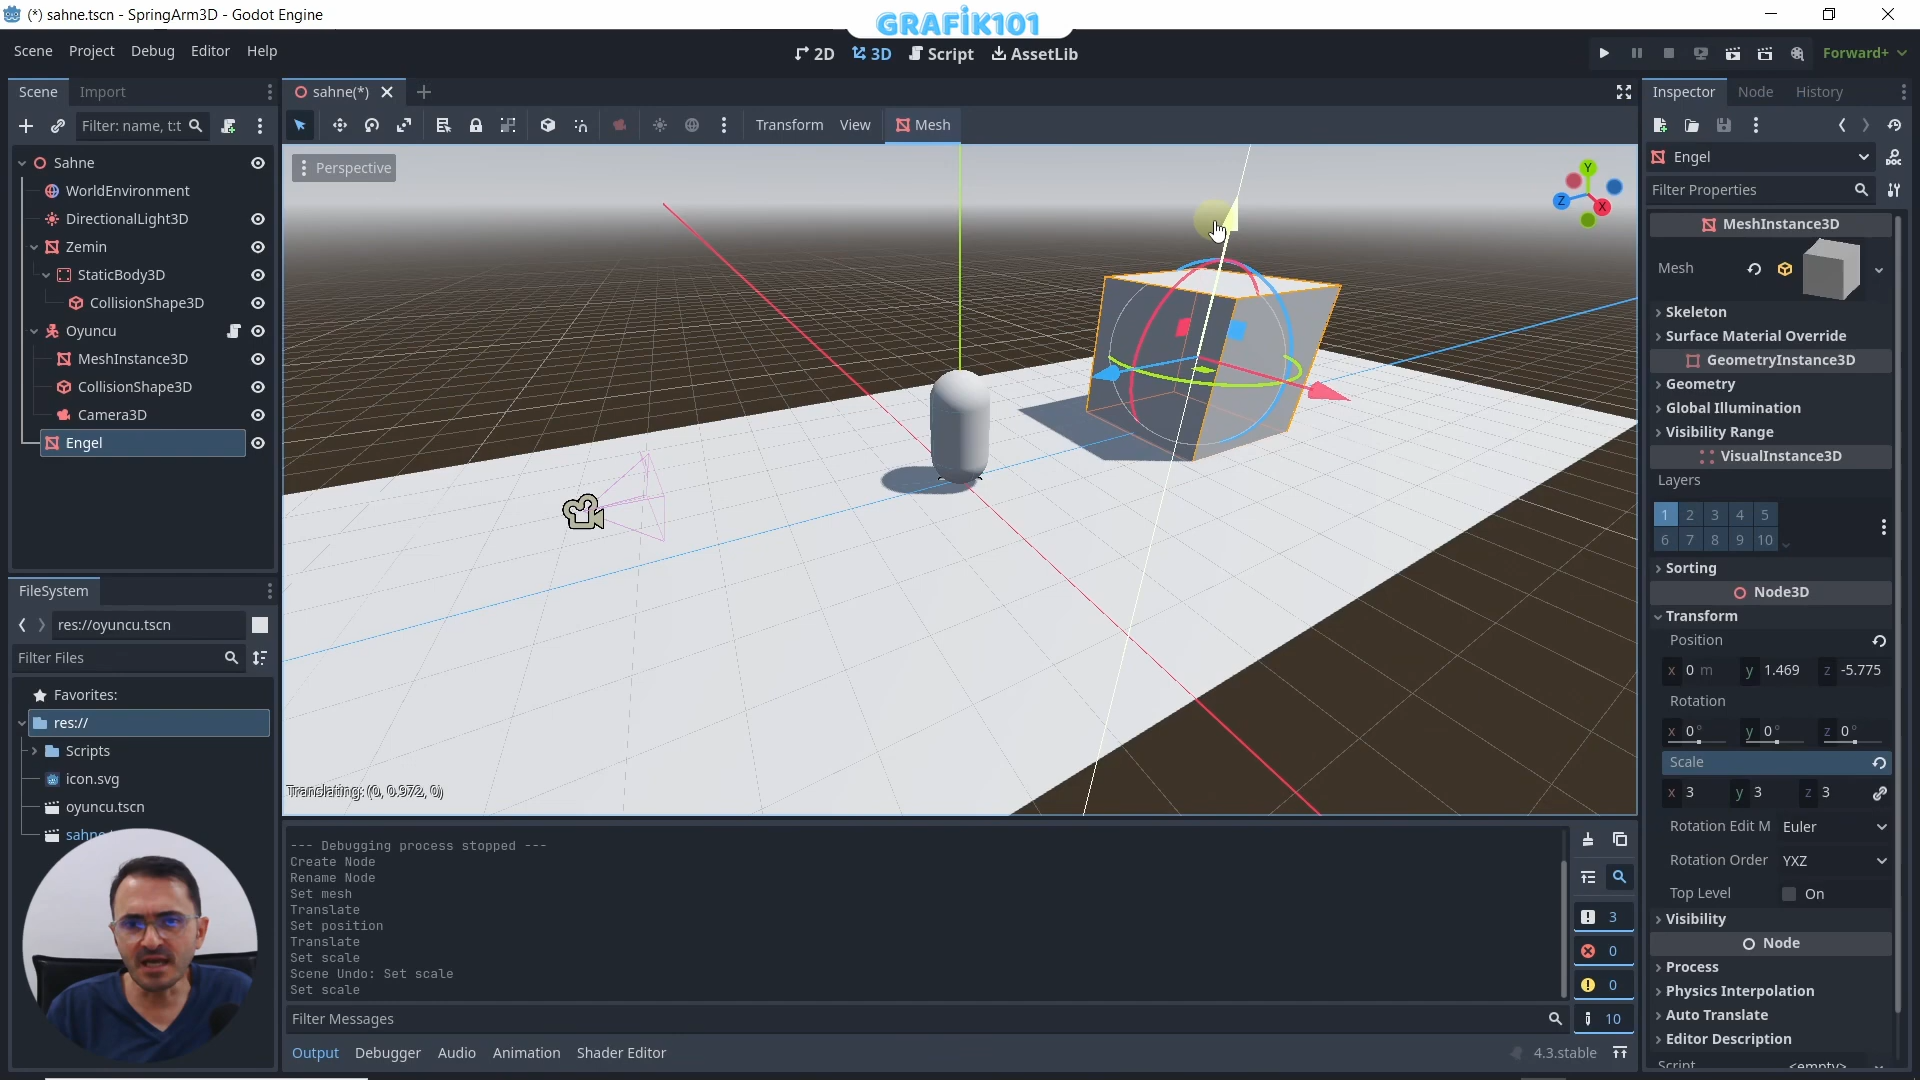 (*) sahne.tscn - SpringArm3D - Godot Engine
GRAFİK101
Scene Project Debug Editor Help
2D 3D Script AssetLib
Forward+
Scene Import
sahne(*)
Inspector Node History
Filter: name, t:t
Transform View Mesh
Sahne
WorldEnvironment
DirectionalLight3D
Zemin
StaticBody3D
CollisionShape3D
Oyuncu
MeshInstance3D
CollisionShape3D
Camera3D
Engel
Perspective
Y
Z
X
Translating: (0, 0.972, 0)
Engel
Filter Properties
MeshInstance3D
Mesh
Skeleton
Surface Material Override
GeometryInstance3D
Geometry
Global Illumination
Visibility Range
VisualInstance3D
Layers
1 2 3 4 5
6 7 8 9 10
Sorting
Node3D
Transform
Position
x 0 m y 1.469 z -5.775
Rotation
x 0° y 0° z 0°
Scale
x 3 y 3 z 3
Rotation Edit M Euler
Rotation Order YXZ
Top Level On
Visibility
Node
Process
Physics Interpolation
Auto Translate
Editor Description
Script <empty>
FileSystem
res://oyuncu.tscn
Filter Files
Favorites:
res://
Scripts
icon.svg
oyuncu.tscn
sahne
--- Debugging process stopped ---
Create Node
Rename Node
Set mesh
Translate
Set position
Translate
Set scale
Scene Undo: Set scale
Set scale
3
0
0
10
Filter Messages
Output Debugger Audio Animation Shader Editor
4.3.stable